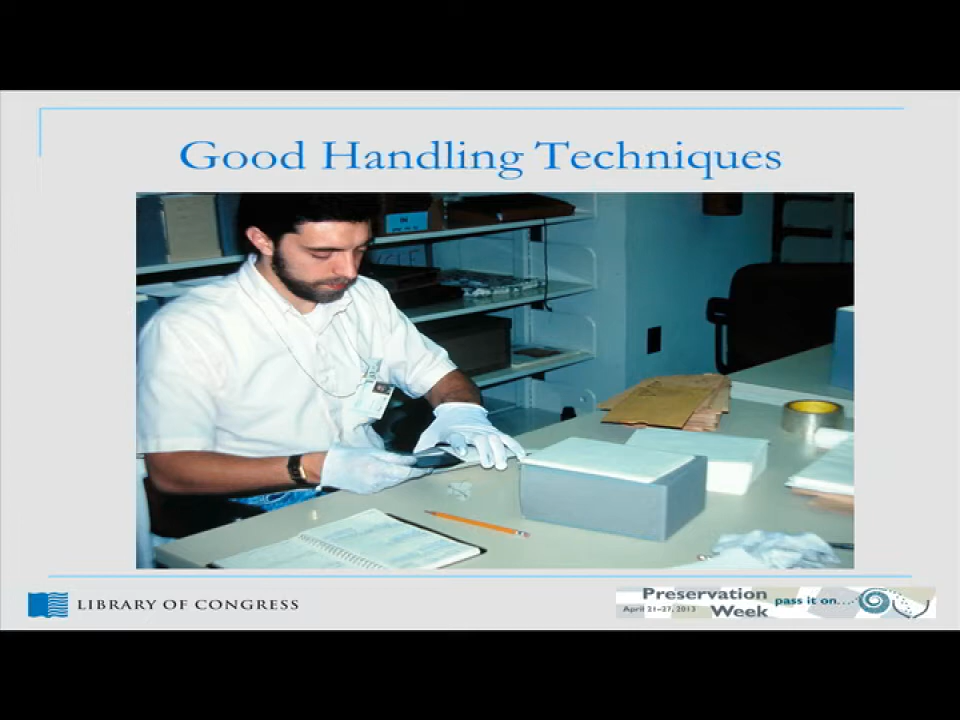 Good Handling Techniques
LIBRARY OF CONGRESS
Preservation
April 21–27, 2013
Week
pass it on...